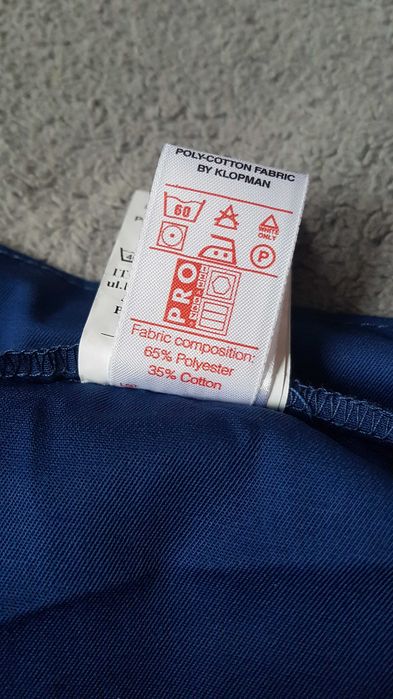 POLY-COTTON FABRIC
BY KLOPMAN
60
WHITE
ONLY
P
PRO
Fabric composition:
65% Polyester
35% Cotton